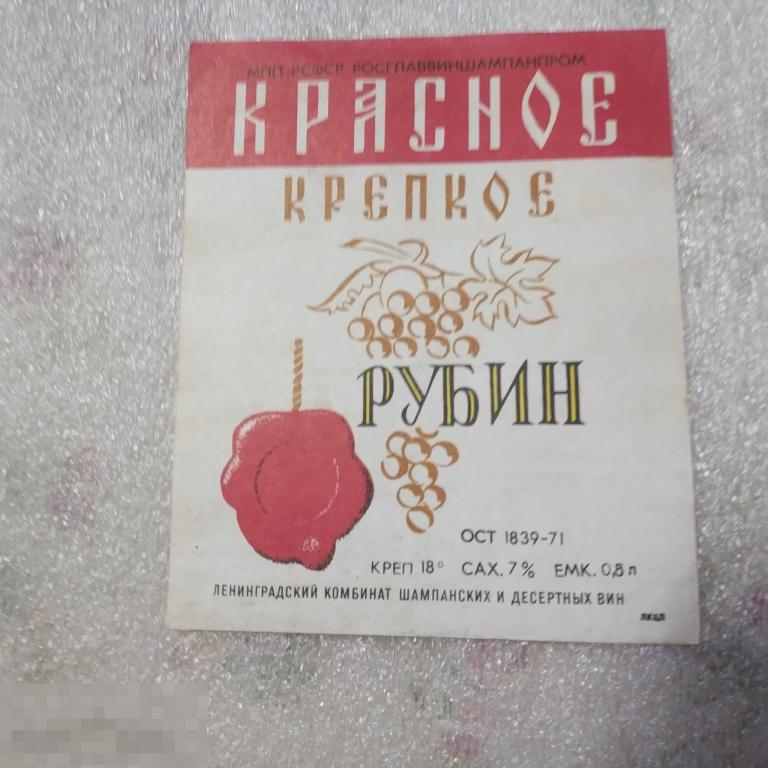 МПП РСФСР РОСГЛАВВИНШАМПАНПРОМ
КРАСНОЕ
КРЕПКОЕ
РУБИН
ОСТ 1839-71
КРЕП 18° САХ. 7% ЕМК. 0,8 л
ЛЕНИНГРАДСКИЙ КОМБИНАТ ШАМПАНСКИХ И ДЕСЕРТНЫХ ВИН